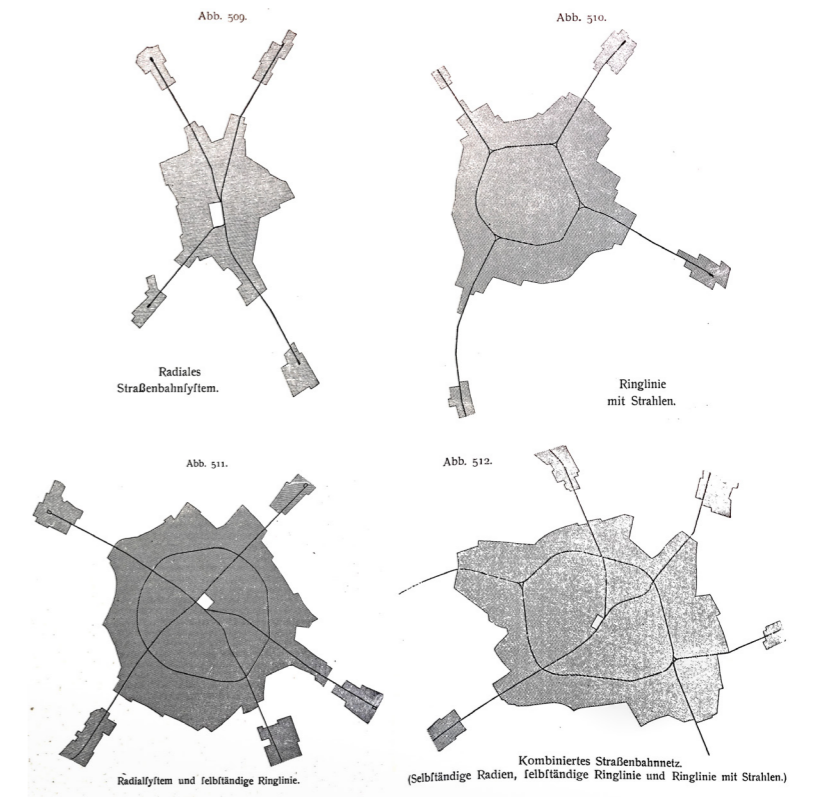 Abb. 509.
Abb. 510.
Radiales
Straßenbahnſyſtem.
Ringlinie
mit Strahlen.
Abb. 511.
Abb. 512.
Radialſyſtem und ſelbſtändige Ringlinie.
Kombiniertes Straßenbahnnetz.
(Selbſtändige Radien, ſelbſtändige Ringlinie und Ringlinie mit Strahlen.)